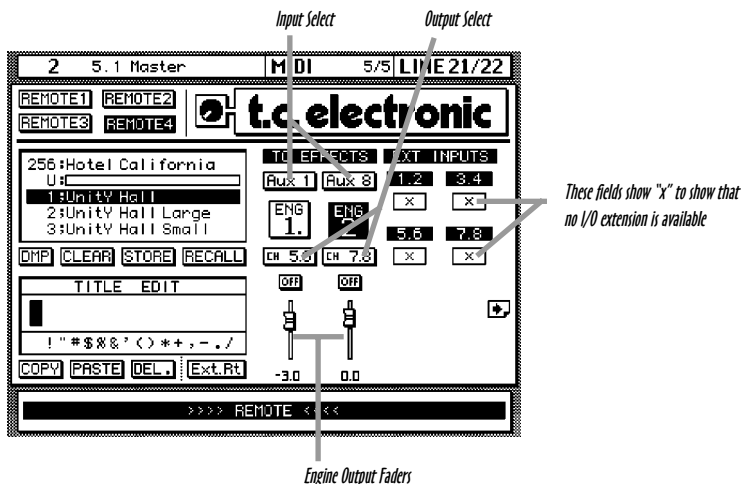 Input Select
Output Select
2 5.1 Master MIDI 5/5 LINE21/22
REMOTE1 REMOTE2
REMOTE3 REMOTE4
t.c. electronic
256:Hotel California
U:
1:UnitY Hall
2:UnitY Hall Large
3:UnitY Hall Small
DMP CLEAR STORE RECALL
TITLE EDIT
!"#$%&'()*+,-./
COPY PASTE DEL. Ext.Rt
TO EFFECTS EXT INPUTS
Aux 1 Aux 8 1.2 3.4
x x
ENG 1. ENG 2
5.6 7.8
CH 5.6 CH 7.8 x x
OFF OFF
-3.0 0.0
These fields show "x" to show that
no I/O extension is available
>>>> REMOTE <<<<
Engine Output Faders